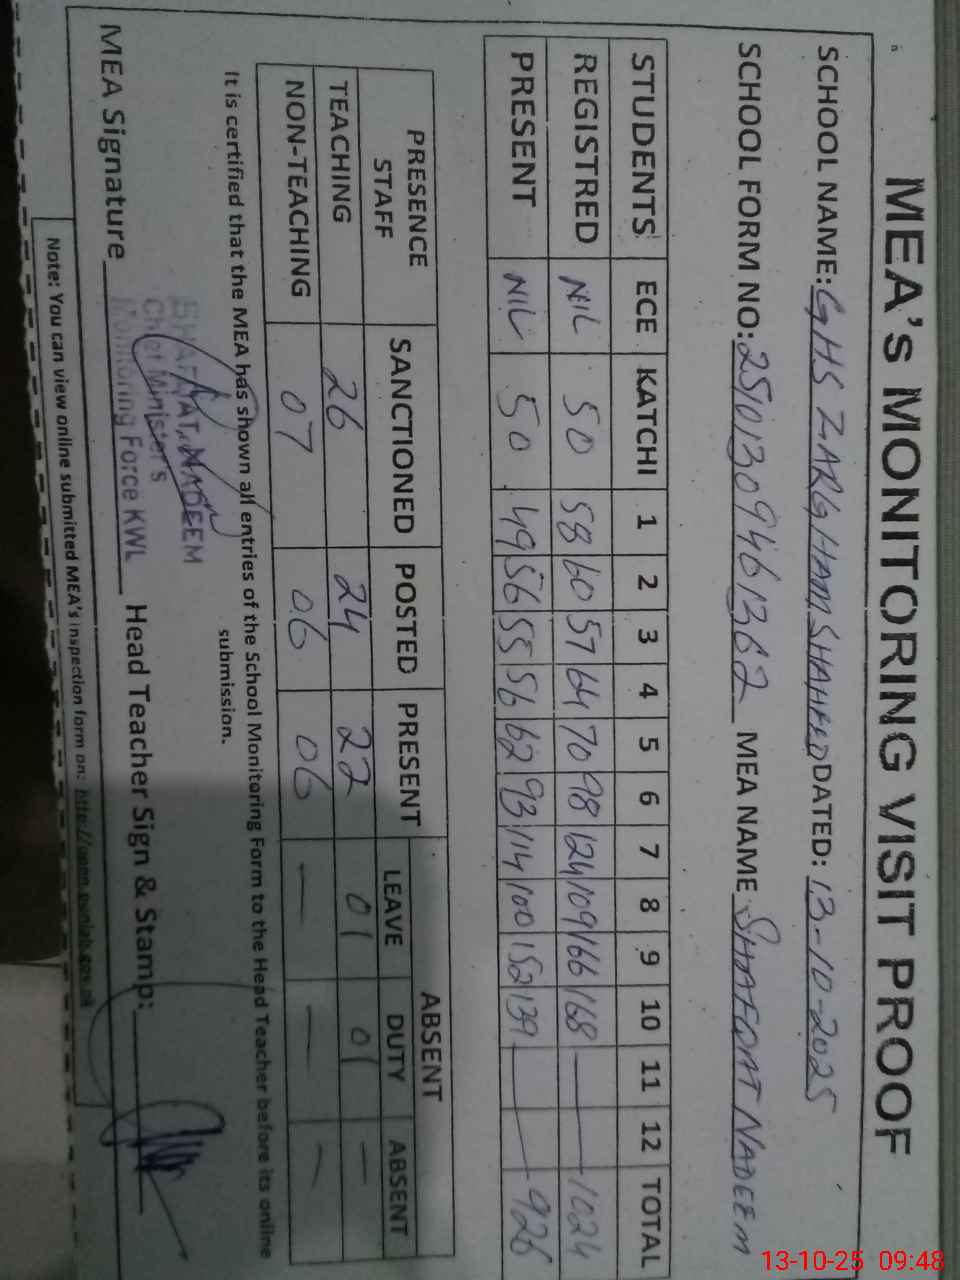 MEA's MONITORING VISIT PROOF
SCHOOL NAME: GHS ZARGHAM SHAHEED DATED: 13-10-2025
SCHOOL FORM NO: MEA NAME SHAFQAT NADEEM
STUDENTS ECE KATCHI 1 2 3 4 5 6 7 8 9 10 11 12 TOTAL
REGISTRED NIL 50 58 60 57 64 70 98 124 109 166 168 — 1024
PRESENT NIL 50 49 56 55 56 62 93 114 100 152 139 — 926
PRESENCE STAFF SANCTIONED POSTED PRESENT ABSENT
LEAVE DUTY ABSENT
TEACHING 26 24 22 01 01 —
NON-TEACHING 07 06 06 — — —
It is certified that the MEA has shown all entries of the School Monitoring Form to the Head Teacher before its online
submission.
SHAFQAT NADEEM
Chief Minister's
Monitoring Force KWL
MEA Signature Head Teacher Sign & Stamp:
Note: You can view online submitted MEA's inspection form on: http://open.punjab.gov.pk
13-10-25 09:48